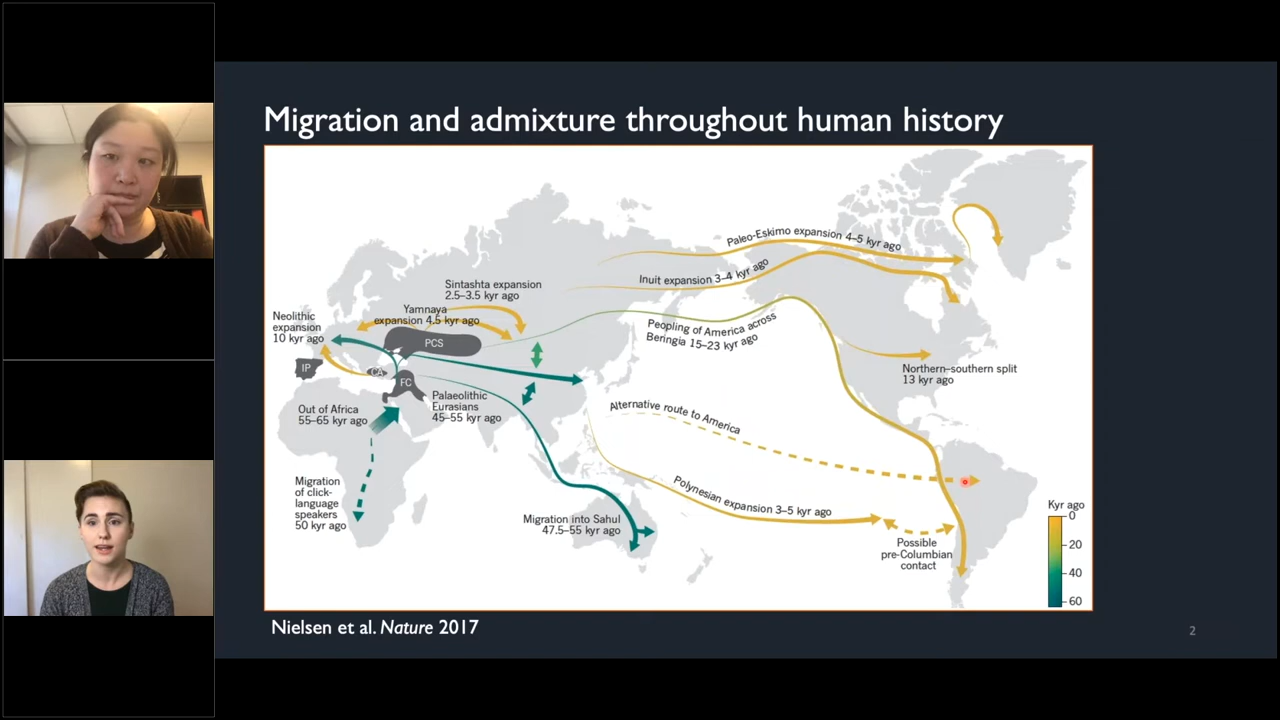 Migration and admixture throughout human history
Paleo-Eskimo expansion 4–5 kyr ago
Inuit expansion 3–4 kyr ago
Sintashta expansion
2.5–3.5 kyr ago
Yamnaya
expansion 4.5 kyr ago
Neolithic
expansion
10 kyr ago
PCS
IP
CA
FC
Peopling of America across
Beringia 15–23 kyr ago
Northern–southern split
13 kyr ago
Palaeolithic
Eurasians
45–55 kyr ago
Out of Africa
55–65 kyr ago
Alternative route to America
Migration
of click-
language
speakers
50 kyr ago
Polynesian expansion 3–5 kyr ago
Migration into Sahul
47.5–55 kyr ago
Possible
pre-Columbian
contact
Kyr ago
0
20
40
60
Nielsen et al. Nature 2017
2